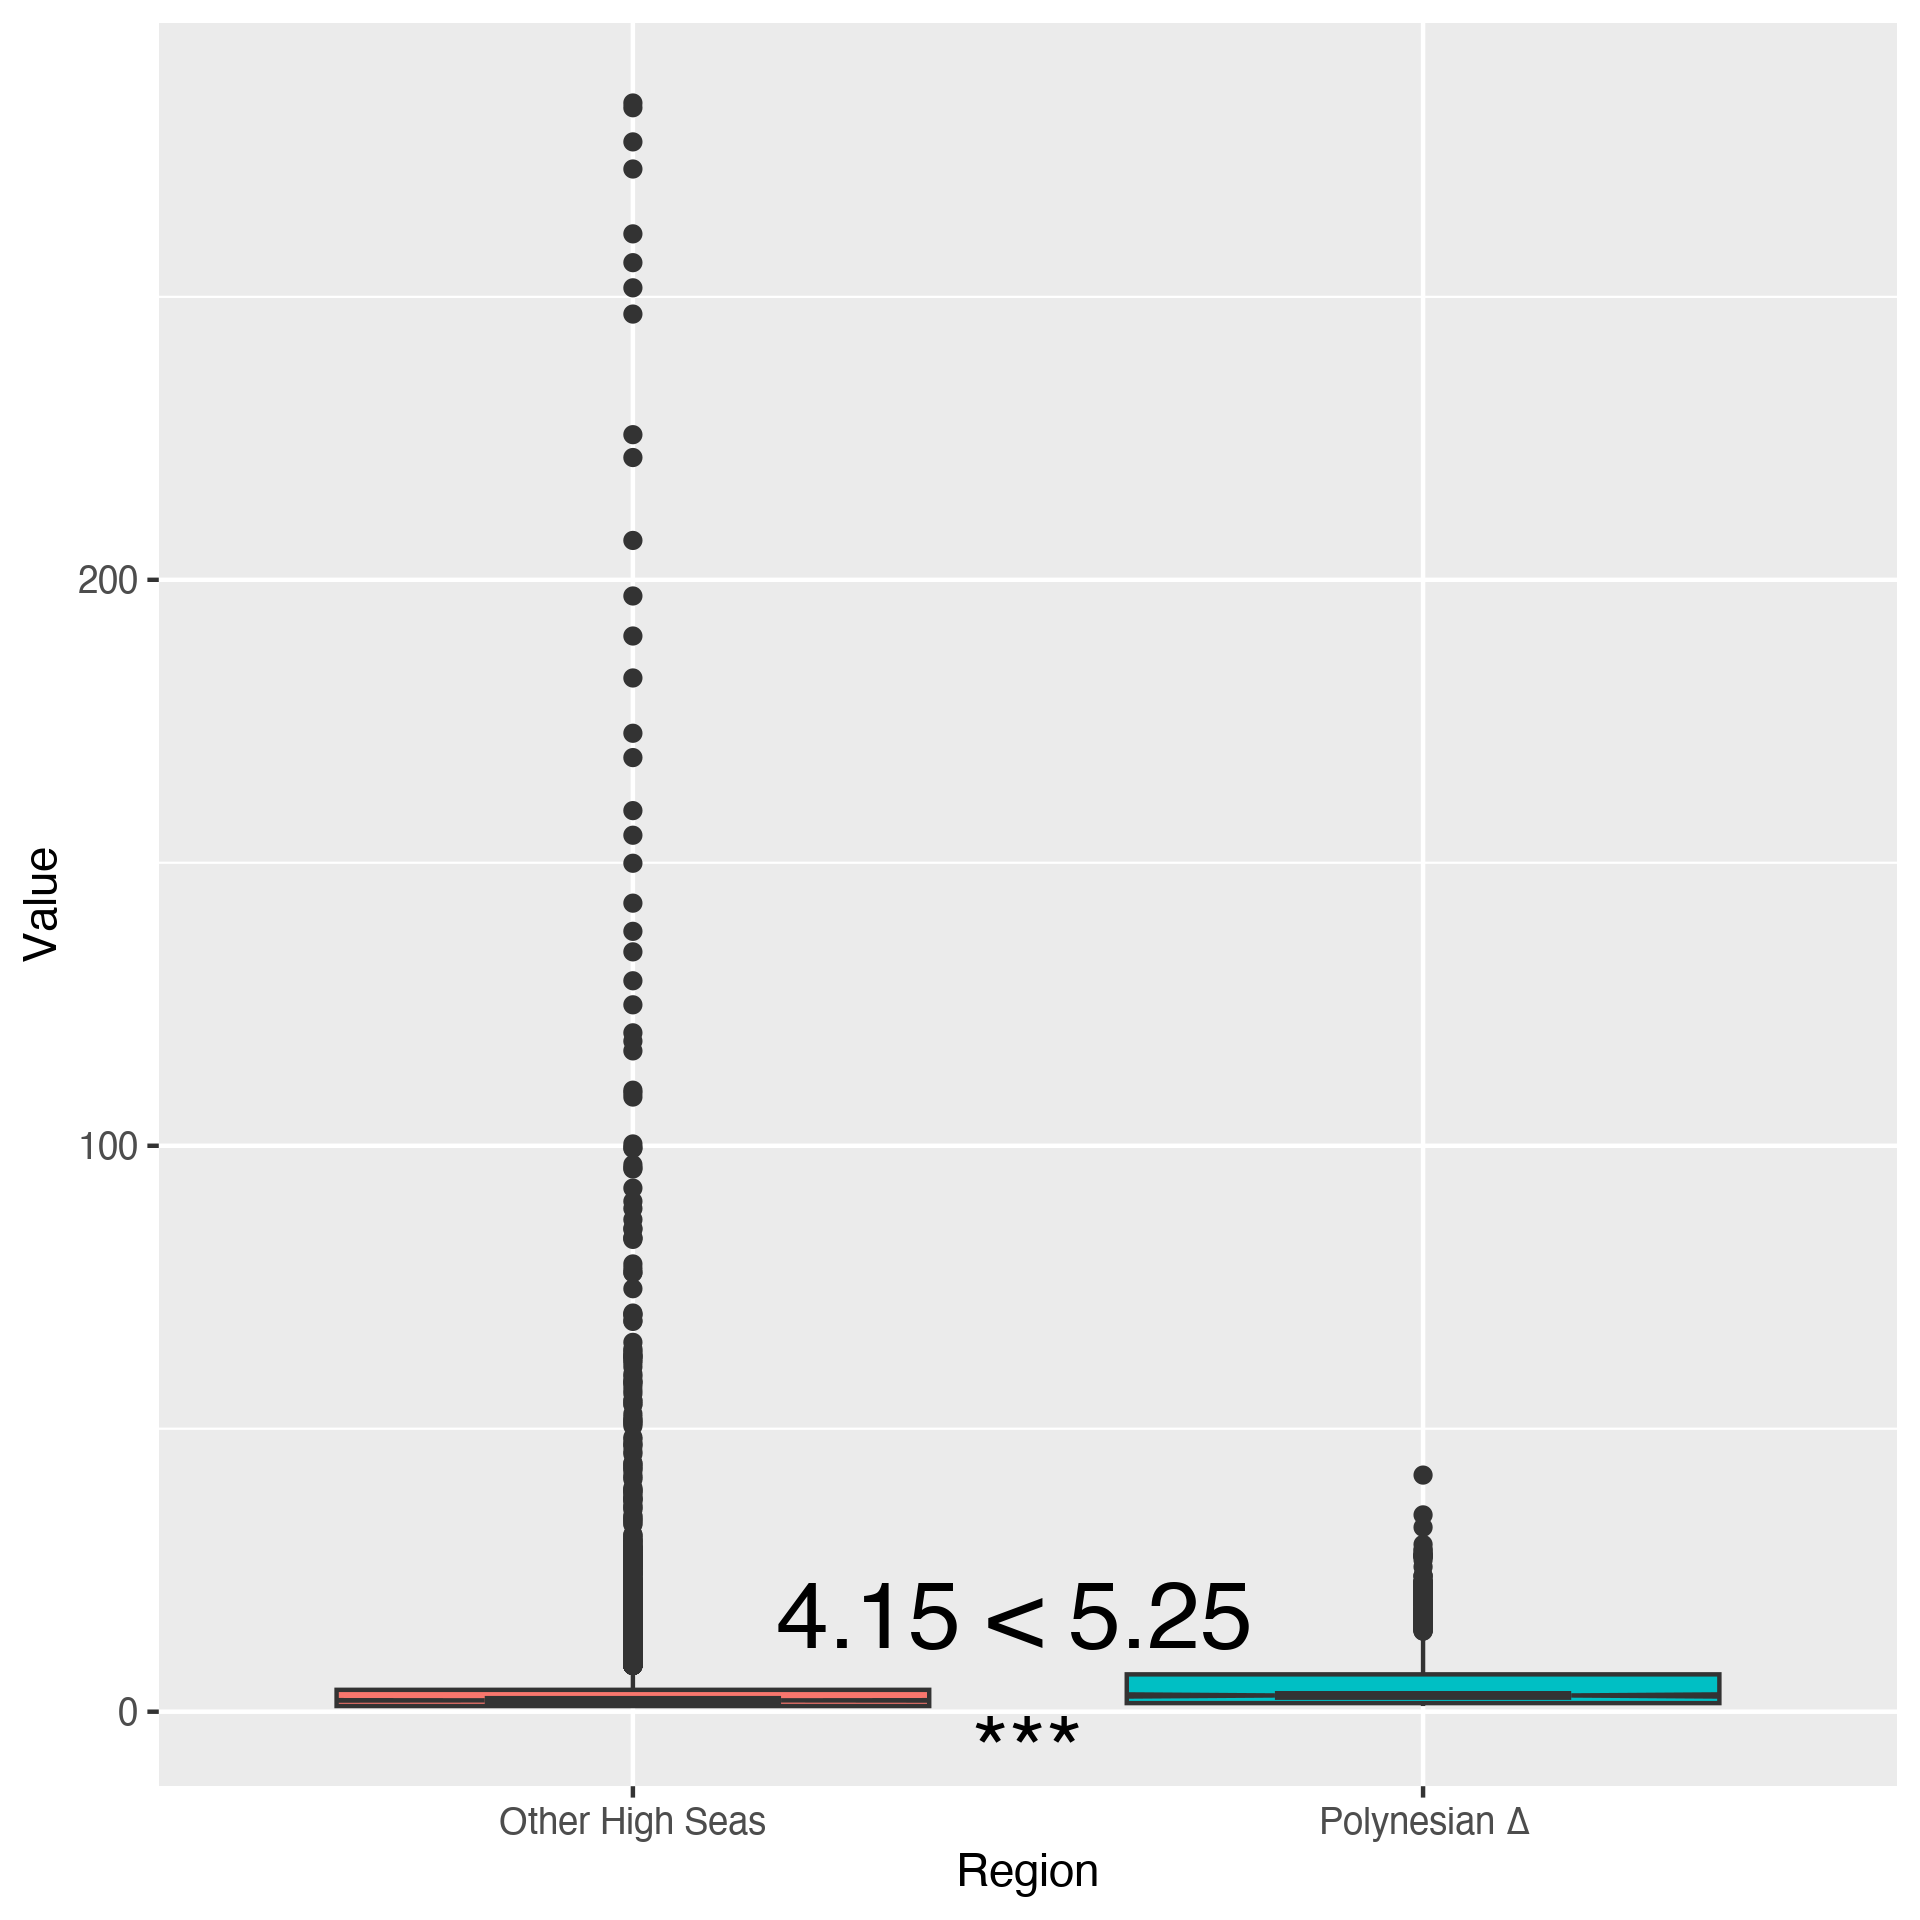 Value
200
100
0
4.15 < 5.25
***
Other High Seas
Polynesian Δ
Region